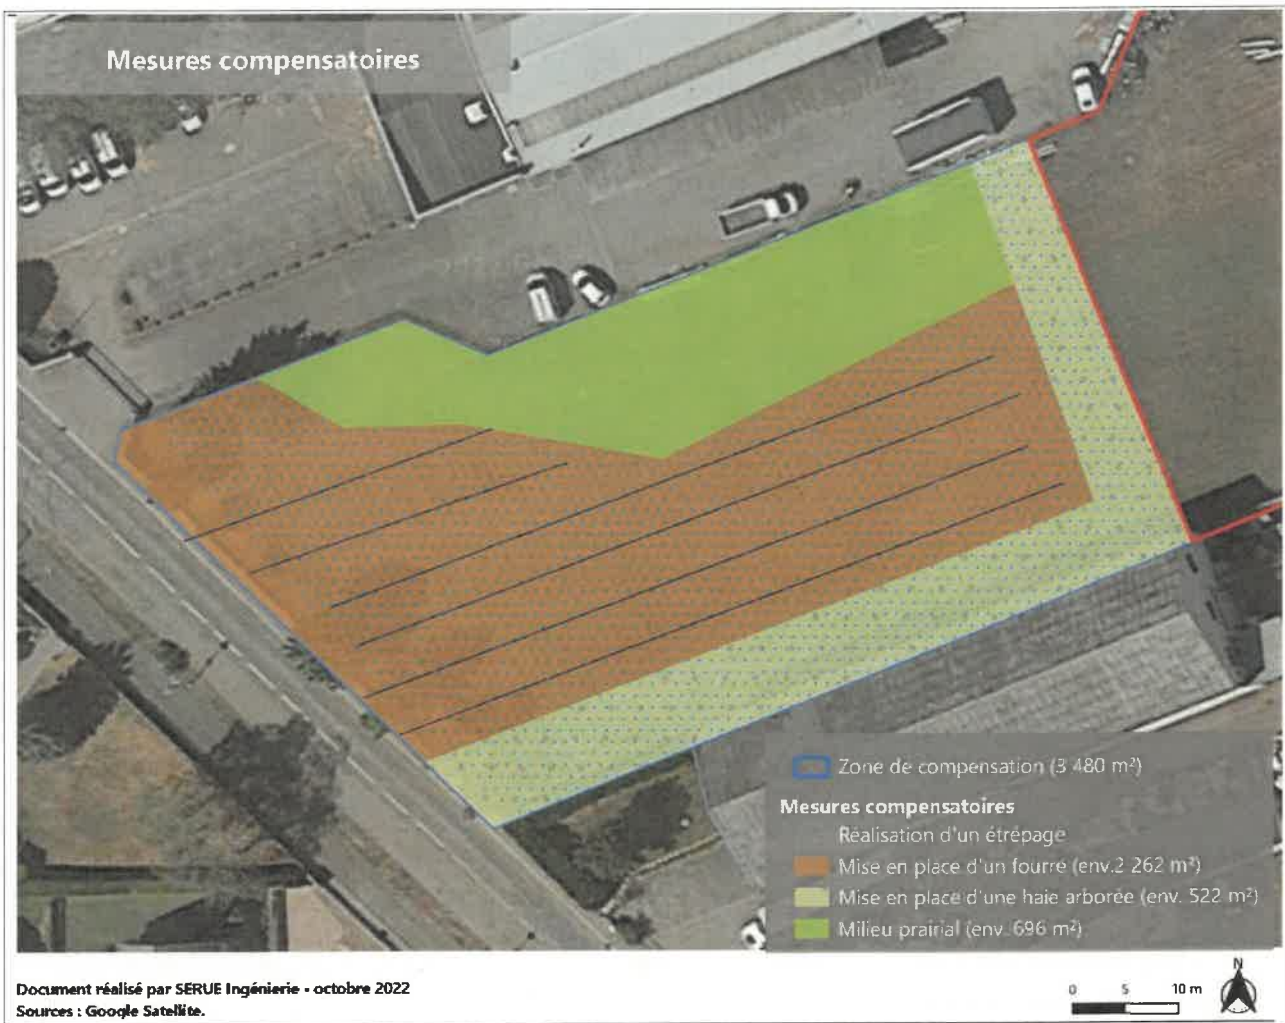 Mesures compensatoires
Zone de compensation (3 480 m²)
Mesures compensatoires
Réalisation d'un étrépage
Mise en place d'un fourré (env.2 262 m²)
Mise en place d'une haie arborée (env. 522 m²)
Milieu prairial (env. 696 m²)
Document réalisé par SERUE Ingénierie - octobre 2022
Sources : Google Satellite.
0 5 10 m
N